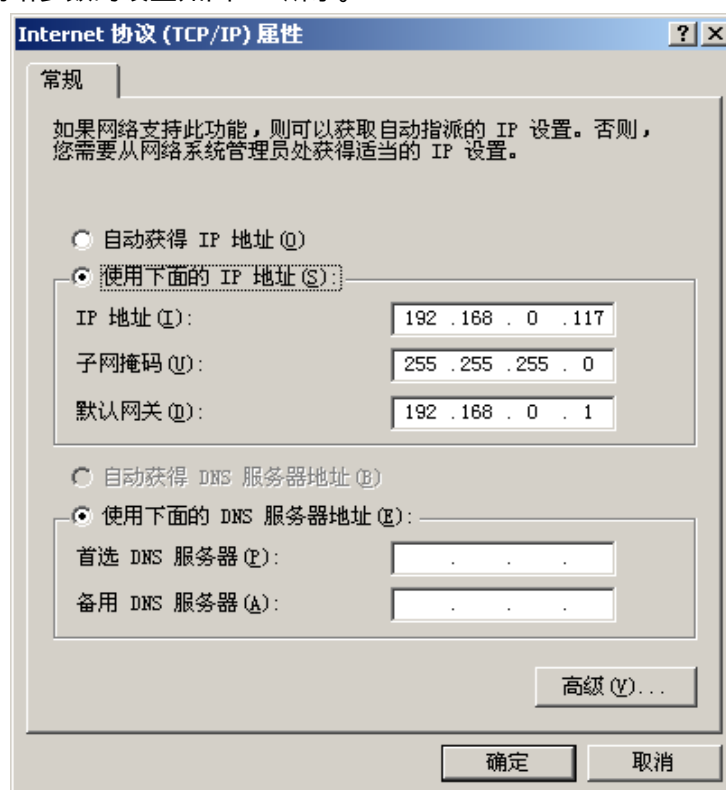 Internet 协议 (TCP/IP) 属性
常规
如果网络支持此功能，则可以获取自动指派的 IP 设置。否则，
您需要从网络系统管理员处获得适当的 IP 设置。
自动获得 IP 地址(O)
使用下面的 IP 地址(S):
IP 地址(I): 192 .168 . 0 .117
子网掩码(U): 255 .255 .255 . 0
默认网关(D): 192 .168 . 0 . 1
自动获得 DNS 服务器地址(B)
使用下面的 DNS 服务器地址(E):
首选 DNS 服务器(P): . . .
备用 DNS 服务器(A): . . .
高级(V)...
确定 取消